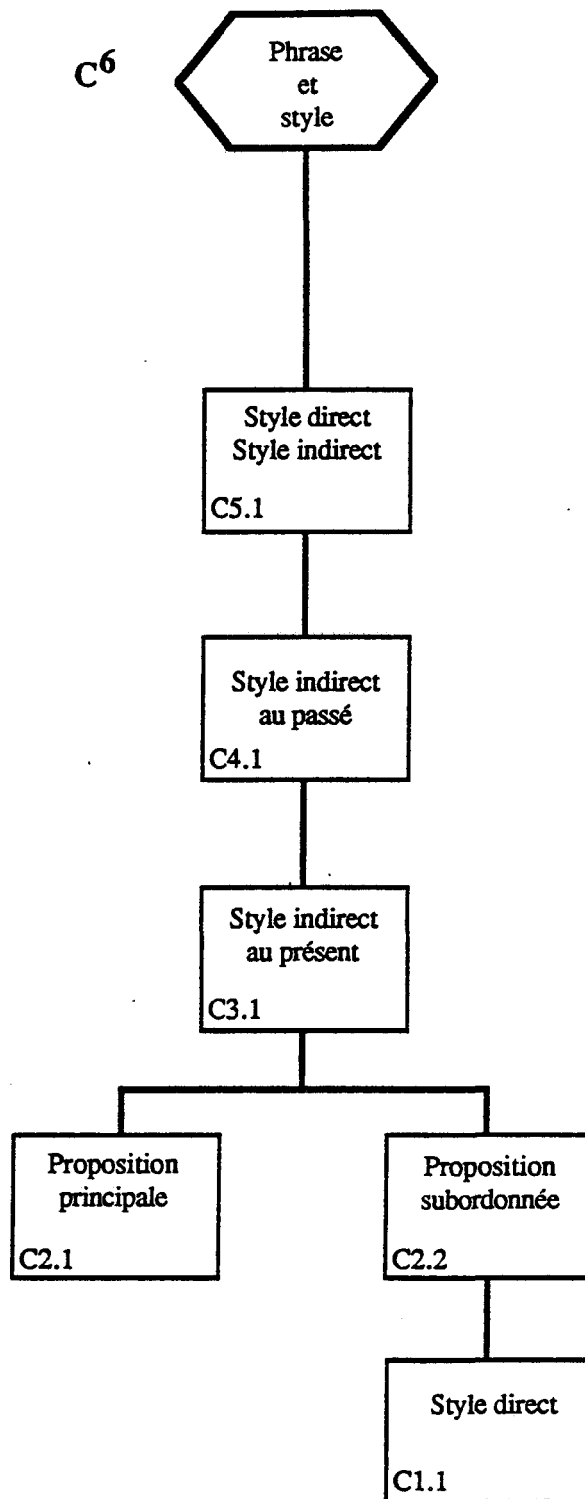 C6
Phrase
et
style
Style direct
Style indirect
C5.1
Style indirect
au passé
C4.1
Style indirect
au présent
C3.1
Proposition
principale
C2.1
Proposition
subordonnée
C2.2
Style direct
C1.1